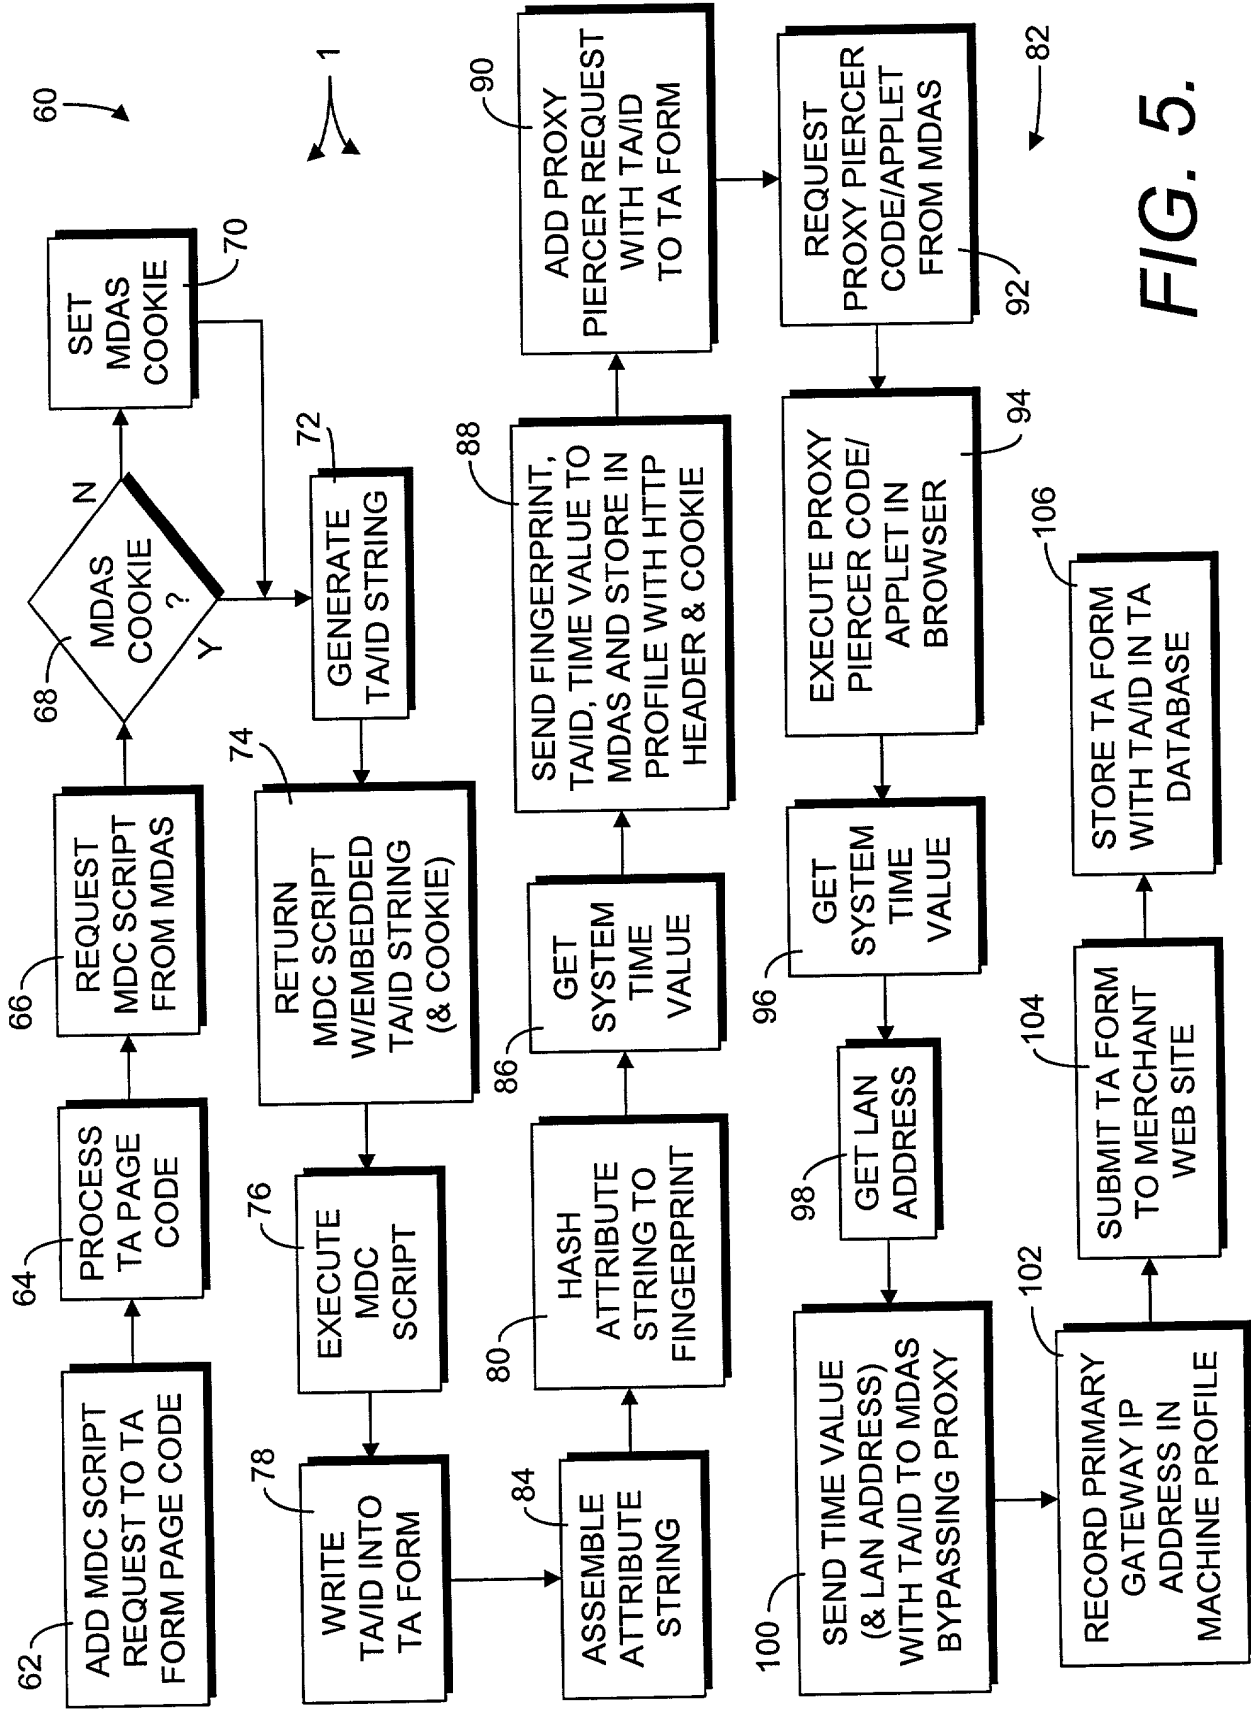 60
1
62
ADD MDC SCRIPT
REQUEST TO TA
FORM PAGE CODE
64
PROCESS
TA PAGE
CODE
66
REQUEST
MDC SCRIPT
FROM MDAS
68
MDAS
COOKIE
?
N
Y
SET
MDAS
COOKIE
70
72
GENERATE
TA/ID STRING
74
RETURN
MDC SCRIPT
W/EMBEDDED
TA/ID STRING
(& COOKIE)
76
EXECUTE
MDC
SCRIPT
78
WRITE
TA/ID INTO
TA FORM
84
ASSEMBLE
ATTRIBUTE
STRING
80
HASH
ATTRIBUTE
STRING TO
FINGERPRINT
86
GET
SYSTEM
TIME
VALUE
88
SEND FINGERPRINT,
TA/ID, TIME VALUE TO
MDAS AND STORE IN
PROFILE WITH HTTP
HEADER & COOKIE
90
ADD PROXY
PIERCER REQUEST
WITH TA/ID
TO TA FORM
REQUEST
PROXY PIERCER
CODE/APPLET
FROM MDAS
92
EXECUTE PROXY
PIERCER CODE/
APPLET IN
BROWSER
94
GET
SYSTEM
TIME
VALUE
96
GET LAN
ADDRESS
98
SEND TIME VALUE
(& LAN ADDRESS)
WITH TA/ID TO MDAS
BYPASSING PROXY
100
102
RECORD PRIMARY
GATEWAY IP
ADDRESS IN
MACHINE PROFILE
104
SUBMIT TA FORM
TO MERCHANT
WEB SITE
106
STORE TA FORM
WITH TA/ID IN TA
DATABASE
82
FIG. 5.